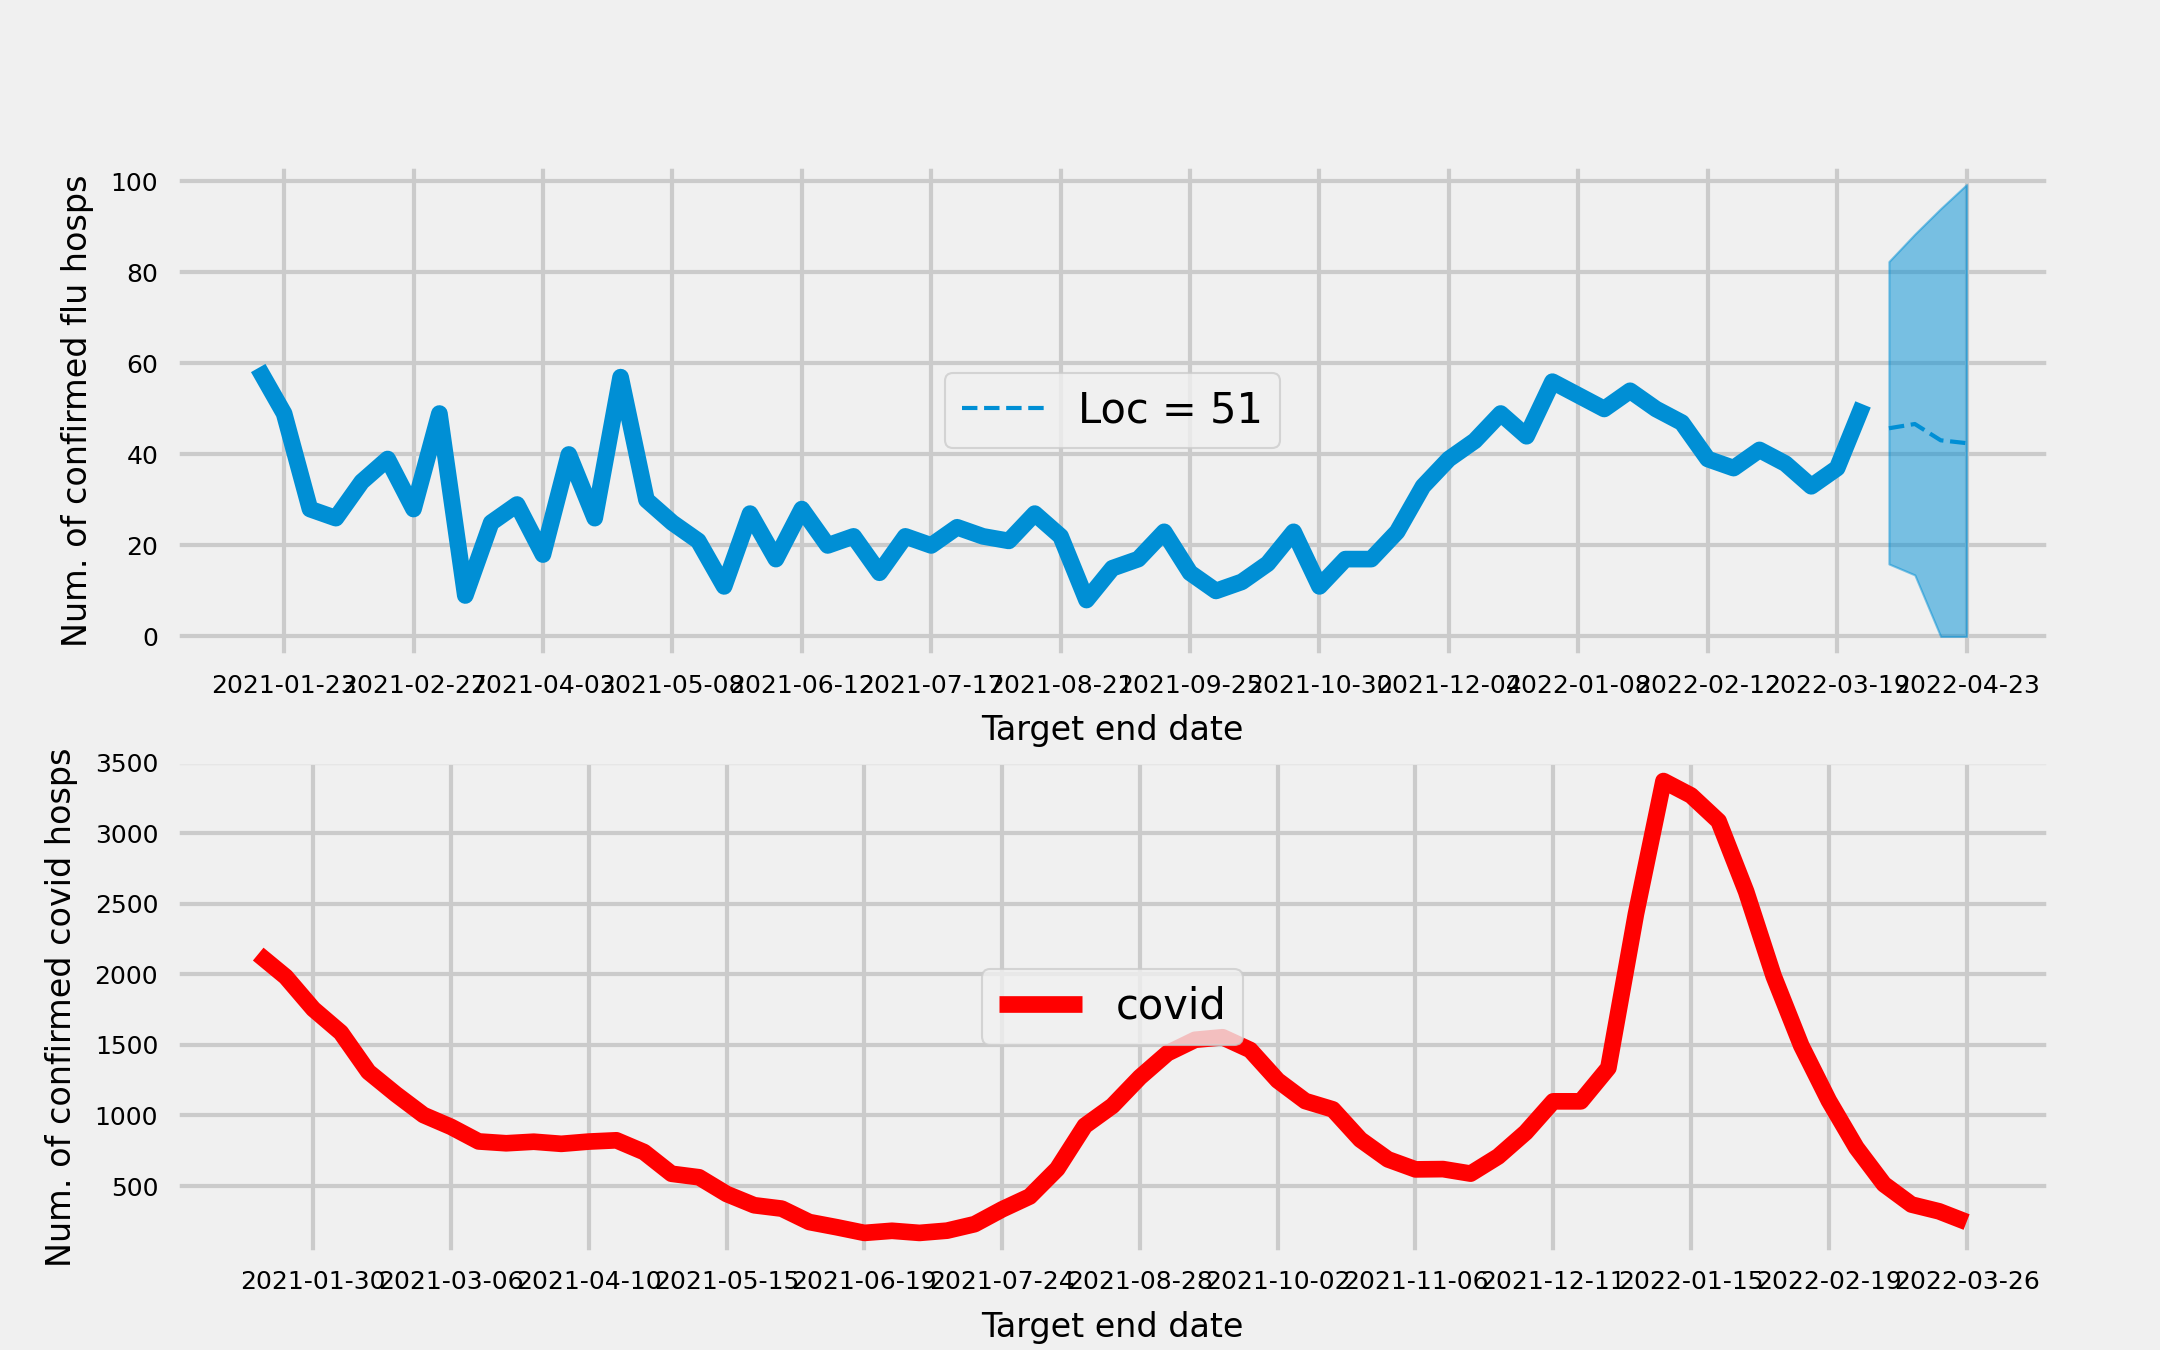 Num. of confirmed flu hosps
100
80
60
40
20
0
Loc = 51
2021-01-23 2021-02-27 2021-04-03 2021-05-08 2021-06-12 2021-07-17 2021-08-21 2021-09-25 2021-10-30 2021-12-04 2022-01-08 2022-02-12 2022-03-19 2022-04-23
Target end date
Num. of confirmed covid hosps
3500
3000
2500
2000
1500
1000
500
covid
2021-01-30 2021-03-06 2021-04-10 2021-05-15 2021-06-19 2021-07-24 2021-08-28 2021-10-02 2021-11-06 2021-12-11 2022-01-15 2022-02-19 2022-03-26
Target end date